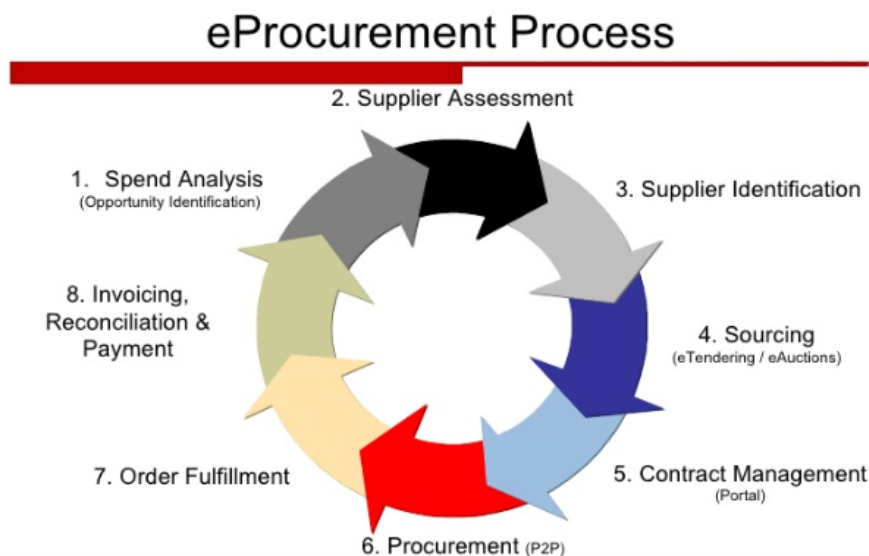 eProcurement Process
2. Supplier Assessment
1. Spend Analysis
(Opportunity Identification)
3. Supplier Identification
8. Invoicing,
Reconciliation &
Payment
4. Sourcing
(eTendering / eAuctions)
7. Order Fulfillment
5. Contract Management
(Portal)
6. Procurement (P2P)